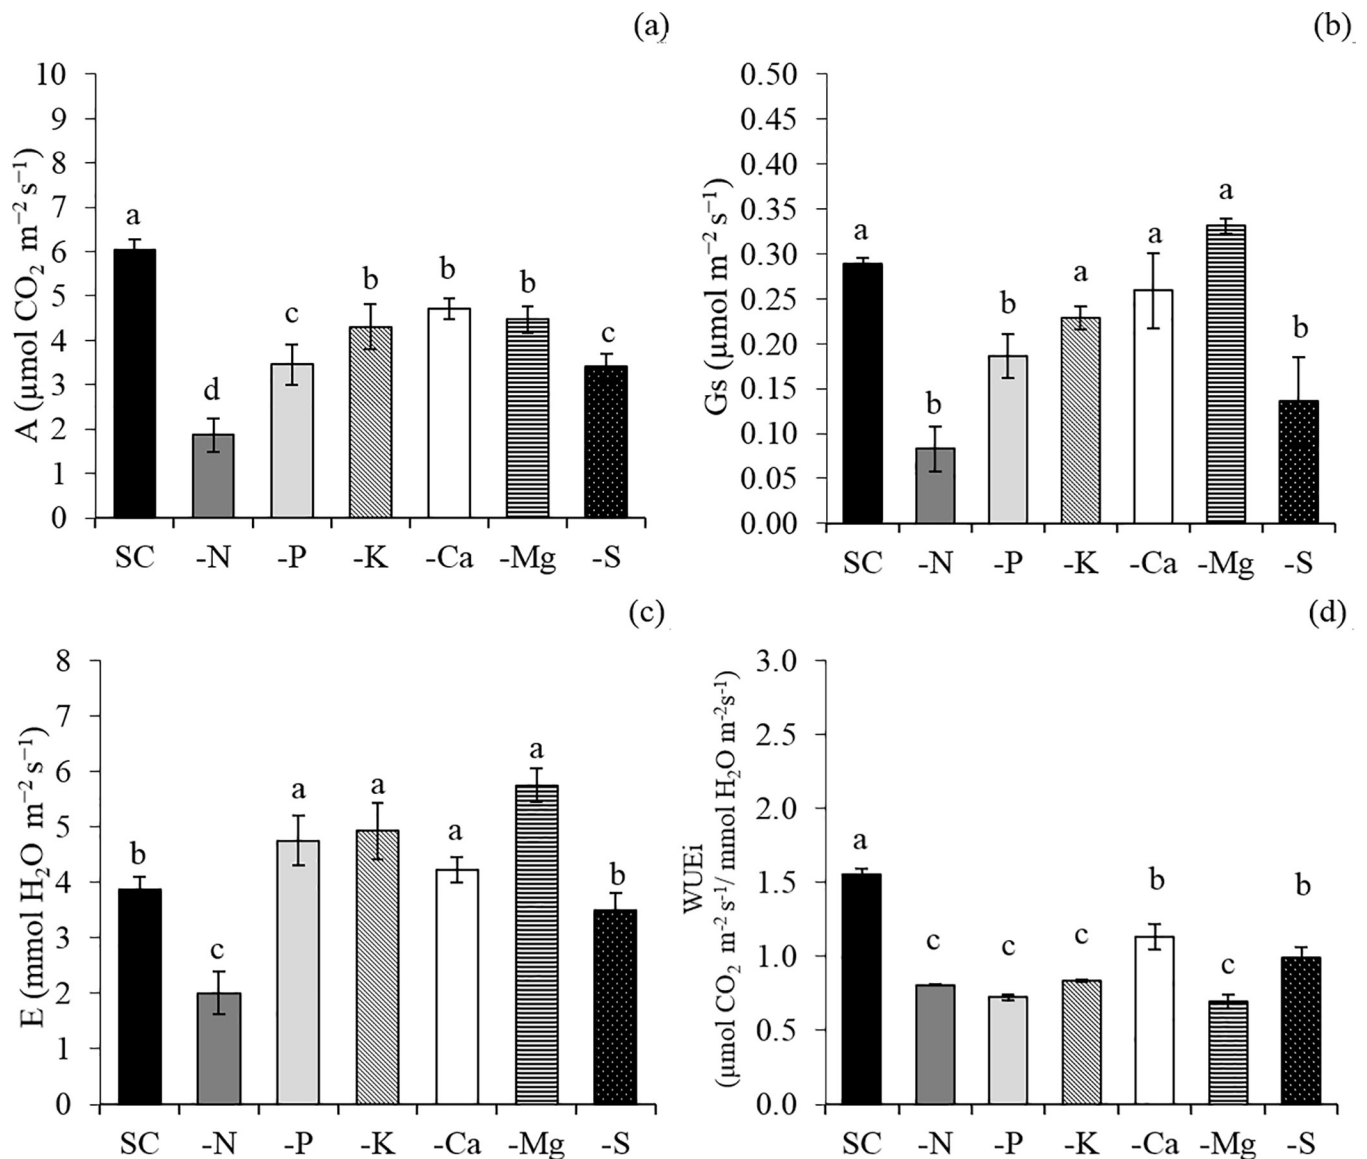 (a)
10
9
8
7
6
5
4
3
2
1
0
A (µmol CO₂ m⁻² s⁻¹)
a
d
c
b
b
b
c
SC -N -P -K -Ca -Mg -S
(b)
0.50
0.45
0.40
0.35
0.30
0.25
0.20
0.15
0.10
0.05
0.00
Gs (µmol m⁻² s⁻¹)
a
b
b
a
a
a
b
SC -N -P -K -Ca -Mg -S
(c)
8
7
6
5
4
3
2
1
0
E (mmol H₂O m⁻² s⁻¹)
b
c
a
a
a
a
b
SC -N -P -K -Ca -Mg -S
(d)
3.0
2.5
2.0
1.5
1.0
0.5
0.0
WUEi
(µmol CO₂ m⁻² s⁻¹/ mmol H₂O m⁻²s⁻¹)
a
c
c
c
b
c
b
SC -N -P -K -Ca -Mg -S